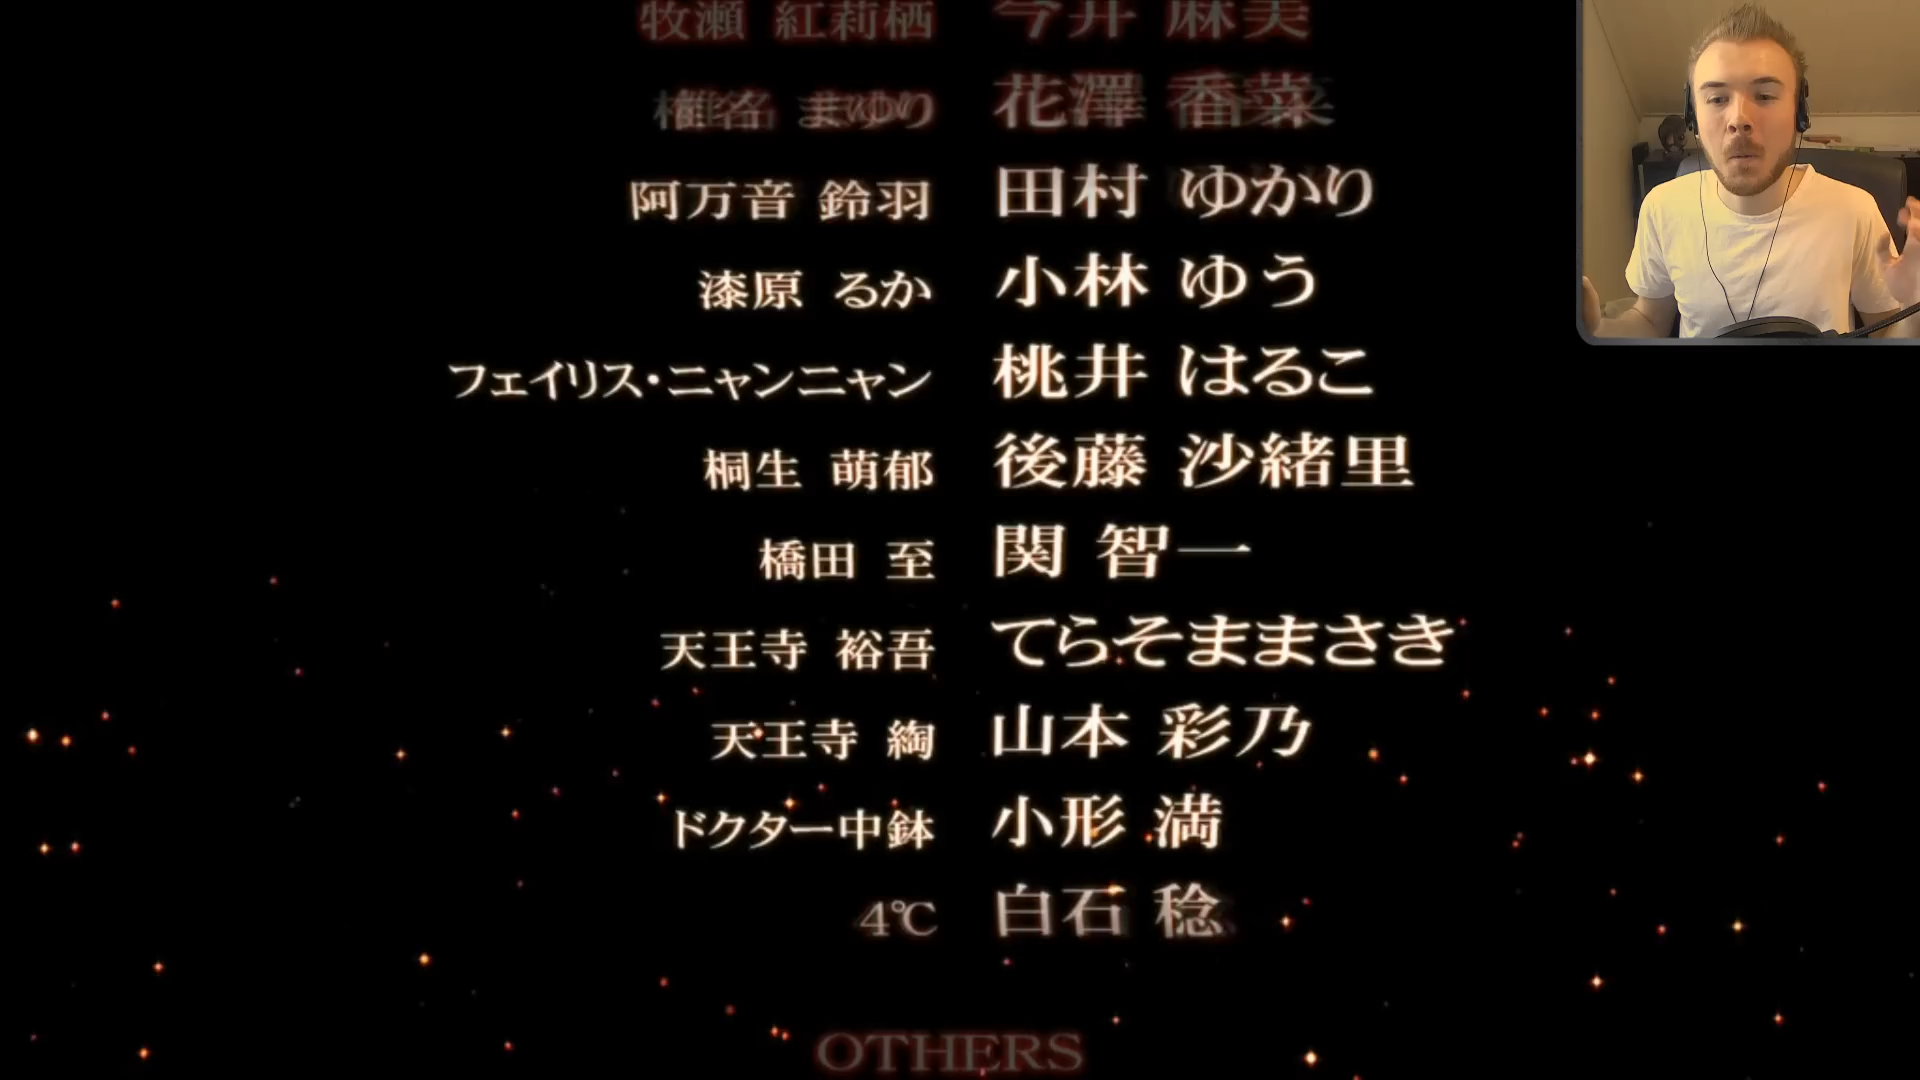 牧瀬 紅莉栖 今井 麻美
椎名 まゆり 花澤 香菜
阿万音 鈴羽 田村 ゆかり
漆原 るか 小林 ゆう
フェイリス・ニャンニャン 桃井 はるこ
桐生 萌郁 後藤 沙緒里
橋田 至 関 智一
天王寺 裕吾 てらそままさき
天王寺 綯 山本 彩乃
ドクター中鉢 小形 満
4℃ 白石 稔
OTHERS